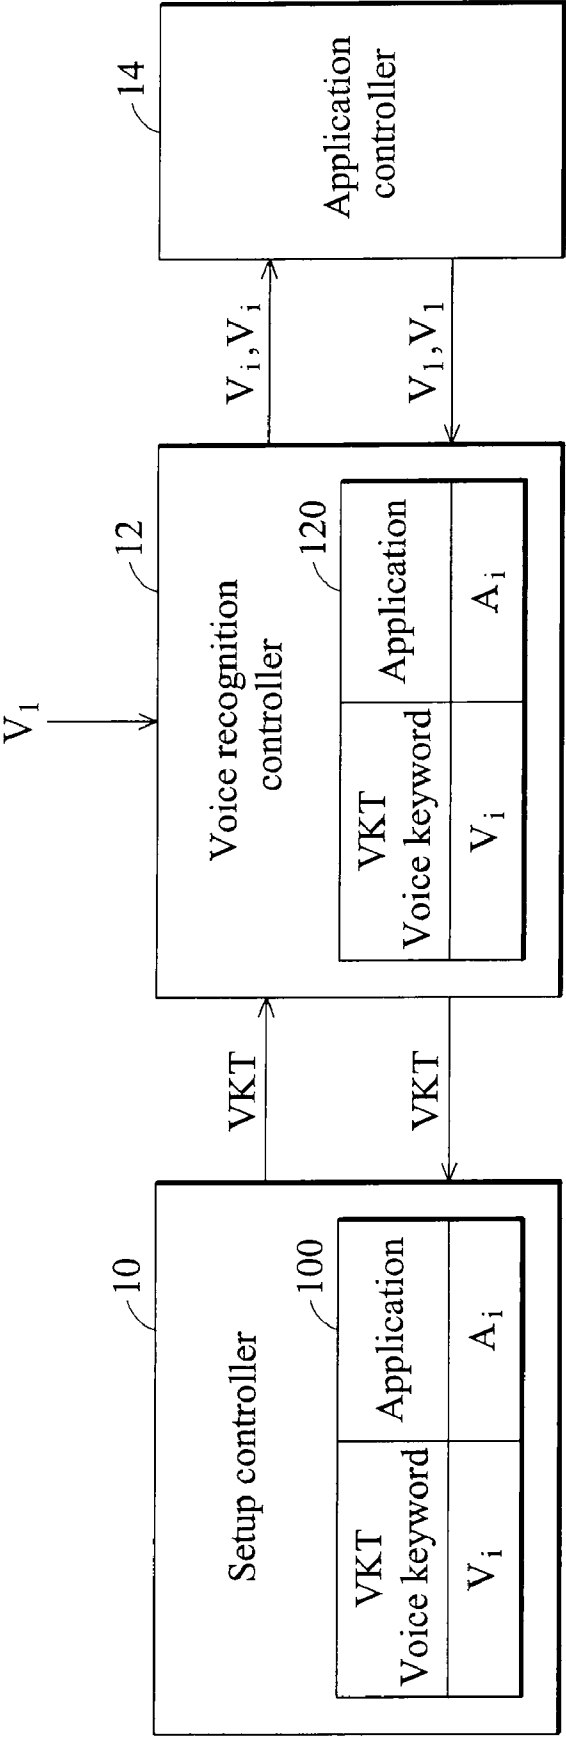 V1
10
Setup controller
100
VKT
Voice keyword
Application
Vi
Ai
VKT
VKT
12
Voice recognition
controller
120
VKT
Voice keyword
Application
Vi
Ai
Vi, Vi
V1, V1
14
Application
controller